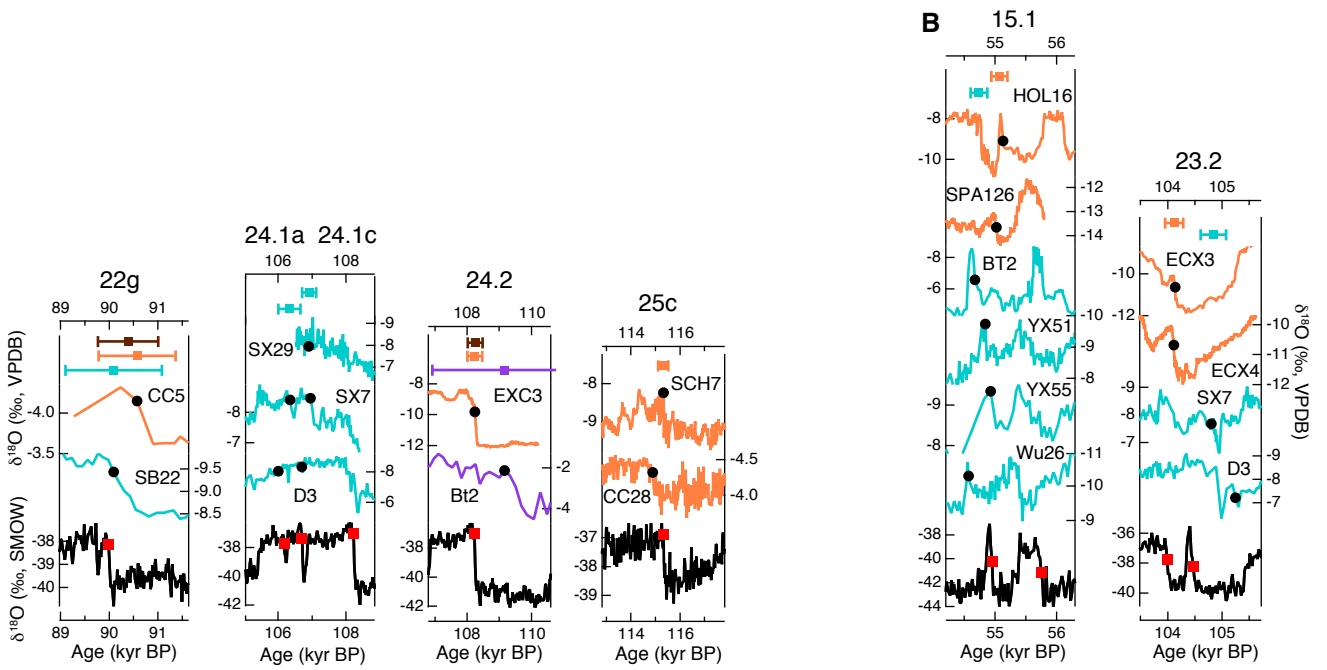 B
15.1
55 56
HOL16
-8
-10
SPA126
-12
-13
-14
BT2
-8
-6
YX51
-10
-9
-8
YX55
-9
-8
Wu26
-11
-10
-9
-38
-40
-42
-44
55 56
Age (kyr BP)
23.2
104 105
ECX3
-10
-12
ECX4
-10
-11
-12
SX7
-9
-8
-7
D3
-9
-8
-7
-36
-38
-40
104 105
Age (kyr BP)
δ¹⁸O (‰, VPDB)
22g
89 90 91
CC5
-4.0
-3.5
SB22
-9.5
-9.0
-8.5
-38
-40
89 90 91
Age (kyr BP)
δ¹⁸O (‰, VPDB)
δ¹⁸O (‰, SMOW)
24.1a 24.1c
106 108
SX29
-9
-8
-7
SX7
-8
-7
D3
-8
-6
-38
-40
-42
106 108
Age (kyr BP)
24.2
108 110
EXC3
-8
-10
-12
Bt2
-2
-4
-38
-40
-42
108 110
Age (kyr BP)
25c
114 116
SCH7
-8
-9
CC28
-4.5
-4.0
-37
-38
-39
114 116
Age (kyr BP)